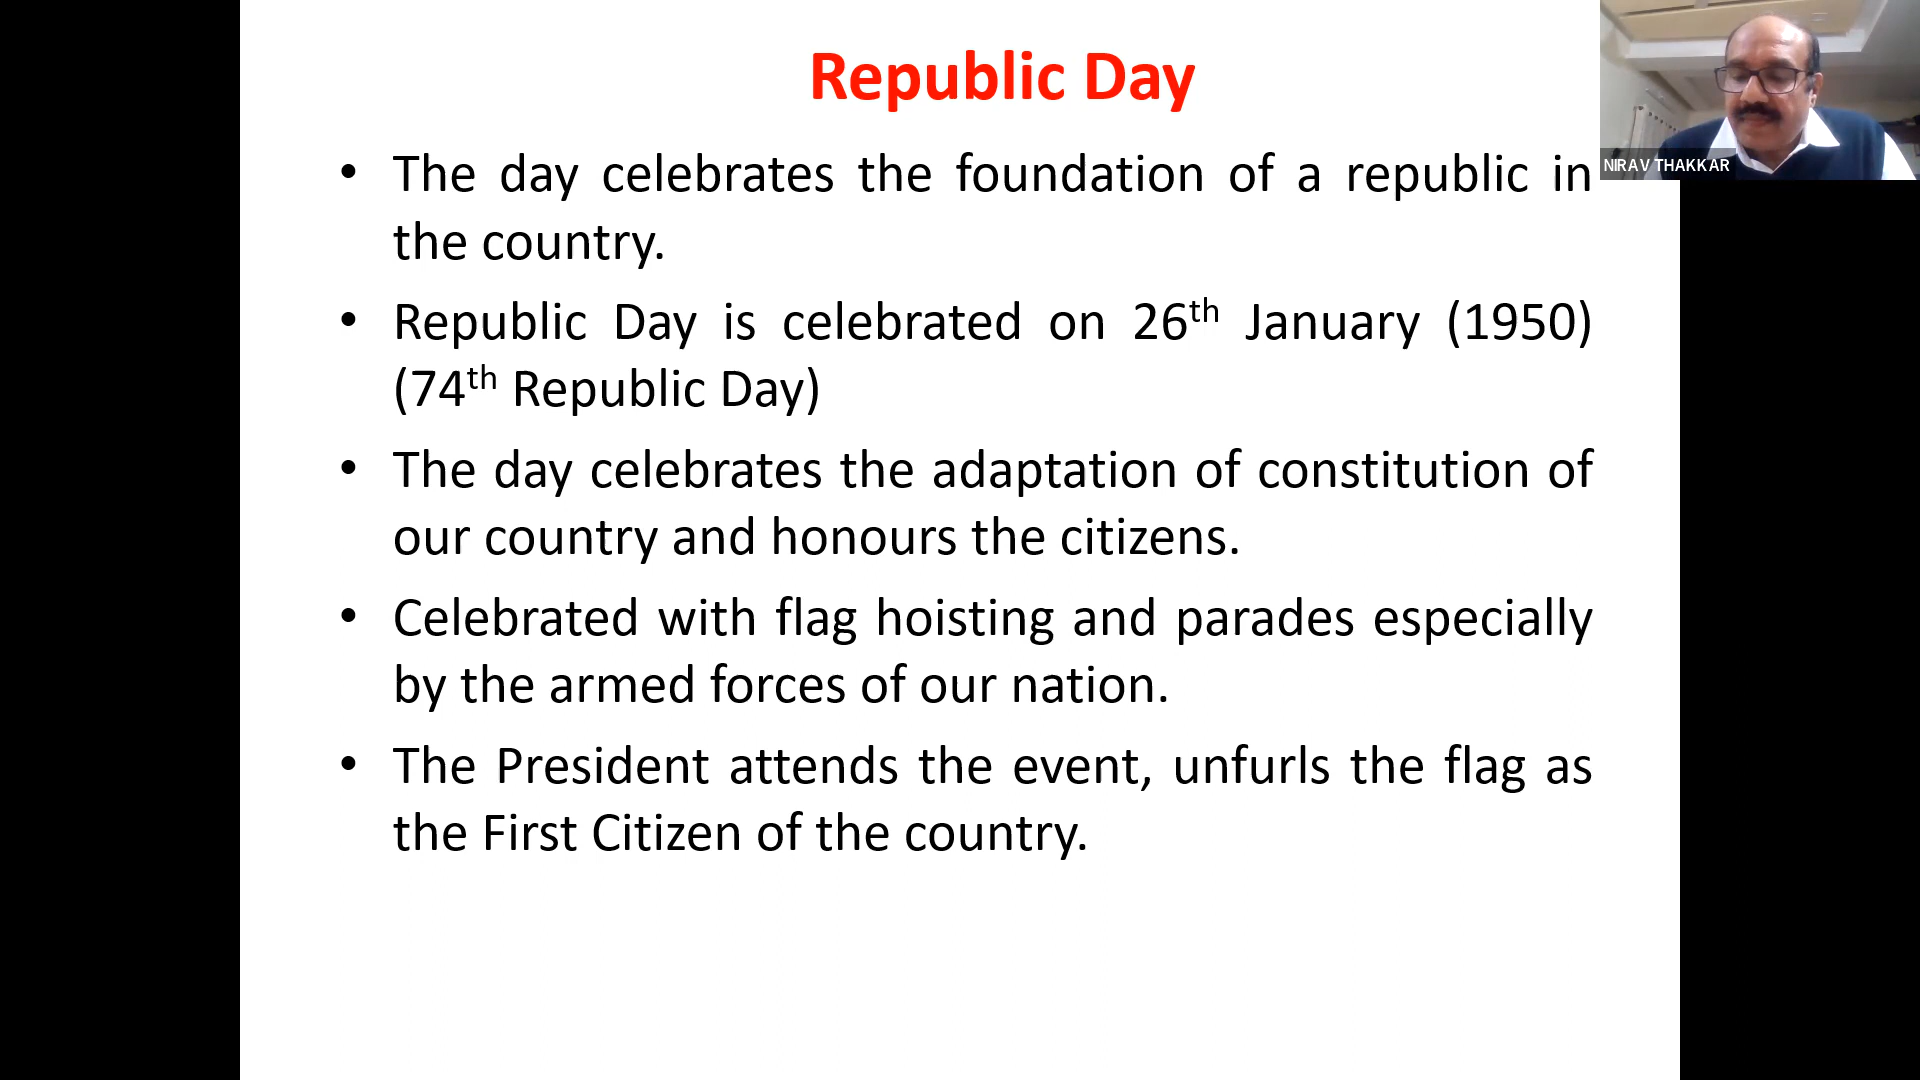 Republic Day
• The day celebrates the foundation of a republic in
the country.
• Republic Day is celebrated on 26th January (1950)
(74th Republic Day)
• The day celebrates the adaptation of constitution of
our country and honours the citizens.
• Celebrated with flag hoisting and parades especially
by the armed forces of our nation.
• The President attends the event, unfurls the flag as
the First Citizen of the country.
NIRAV THAKKAR